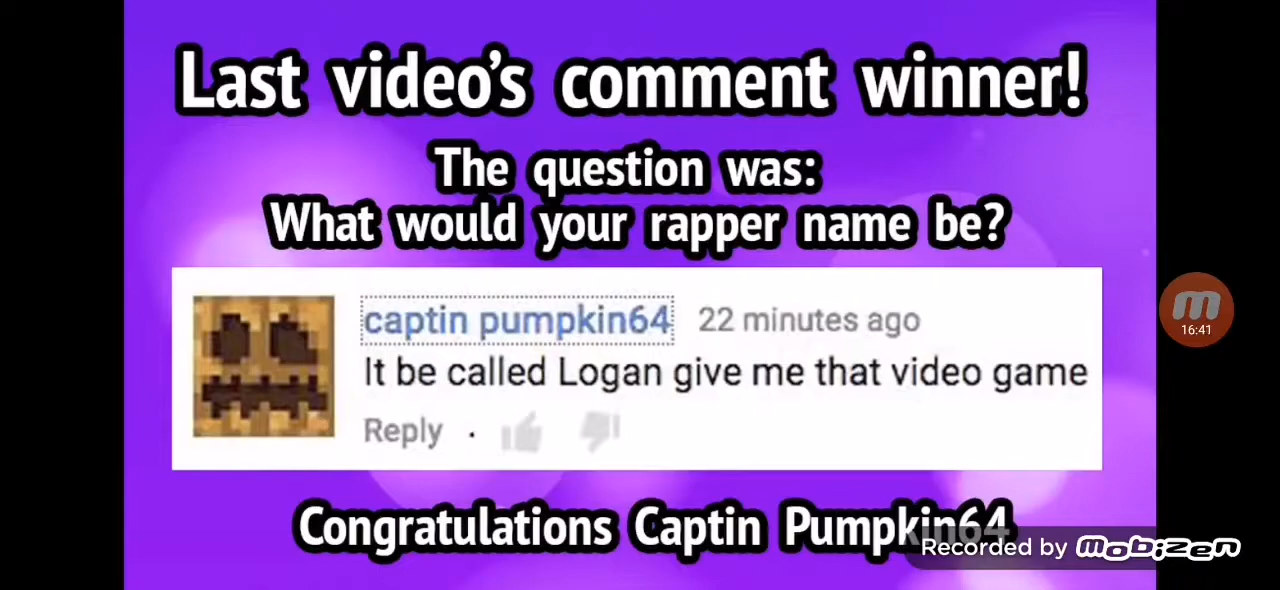 Last video's comment winner!
The question was:
What would your rapper name be?
captin pumpkin64 22 minutes ago
It be called Logan give me that video game
Reply ·
Congratulations Captin Pumpkin64
16:41
Recorded by mobizen